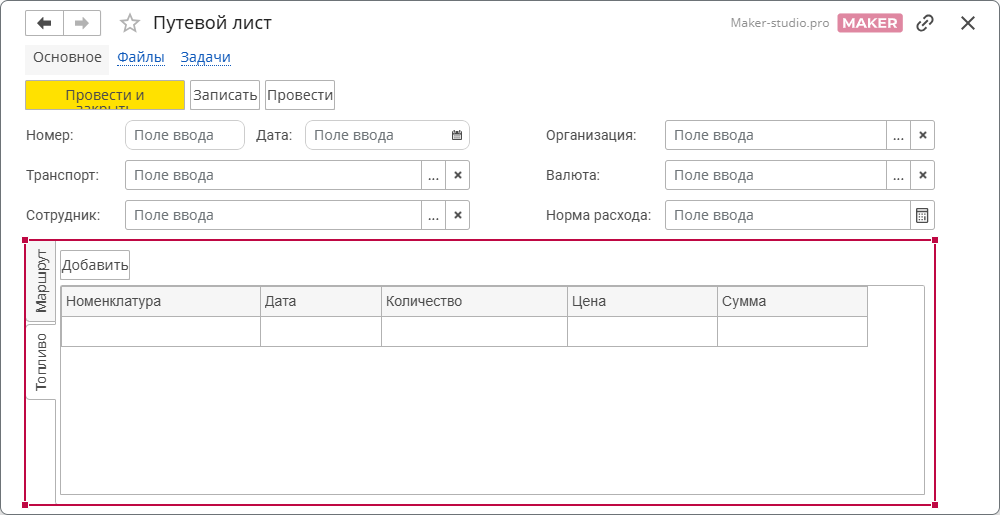 Путевой лист
Maker-studio.pro MAKER
Основное Файлы Задачи
Провести и закрыть Записать Провести
Номер: Поле ввода Дата: Поле ввода Организация: Поле ввода ...
Транспорт: Поле ввода ... Валюта: Поле ввода ...
Сотрудник: Поле ввода ... Норма расхода: Поле ввода
Маршрут
Топливо
Добавить
Номенклатура Дата Количество Цена Сумма